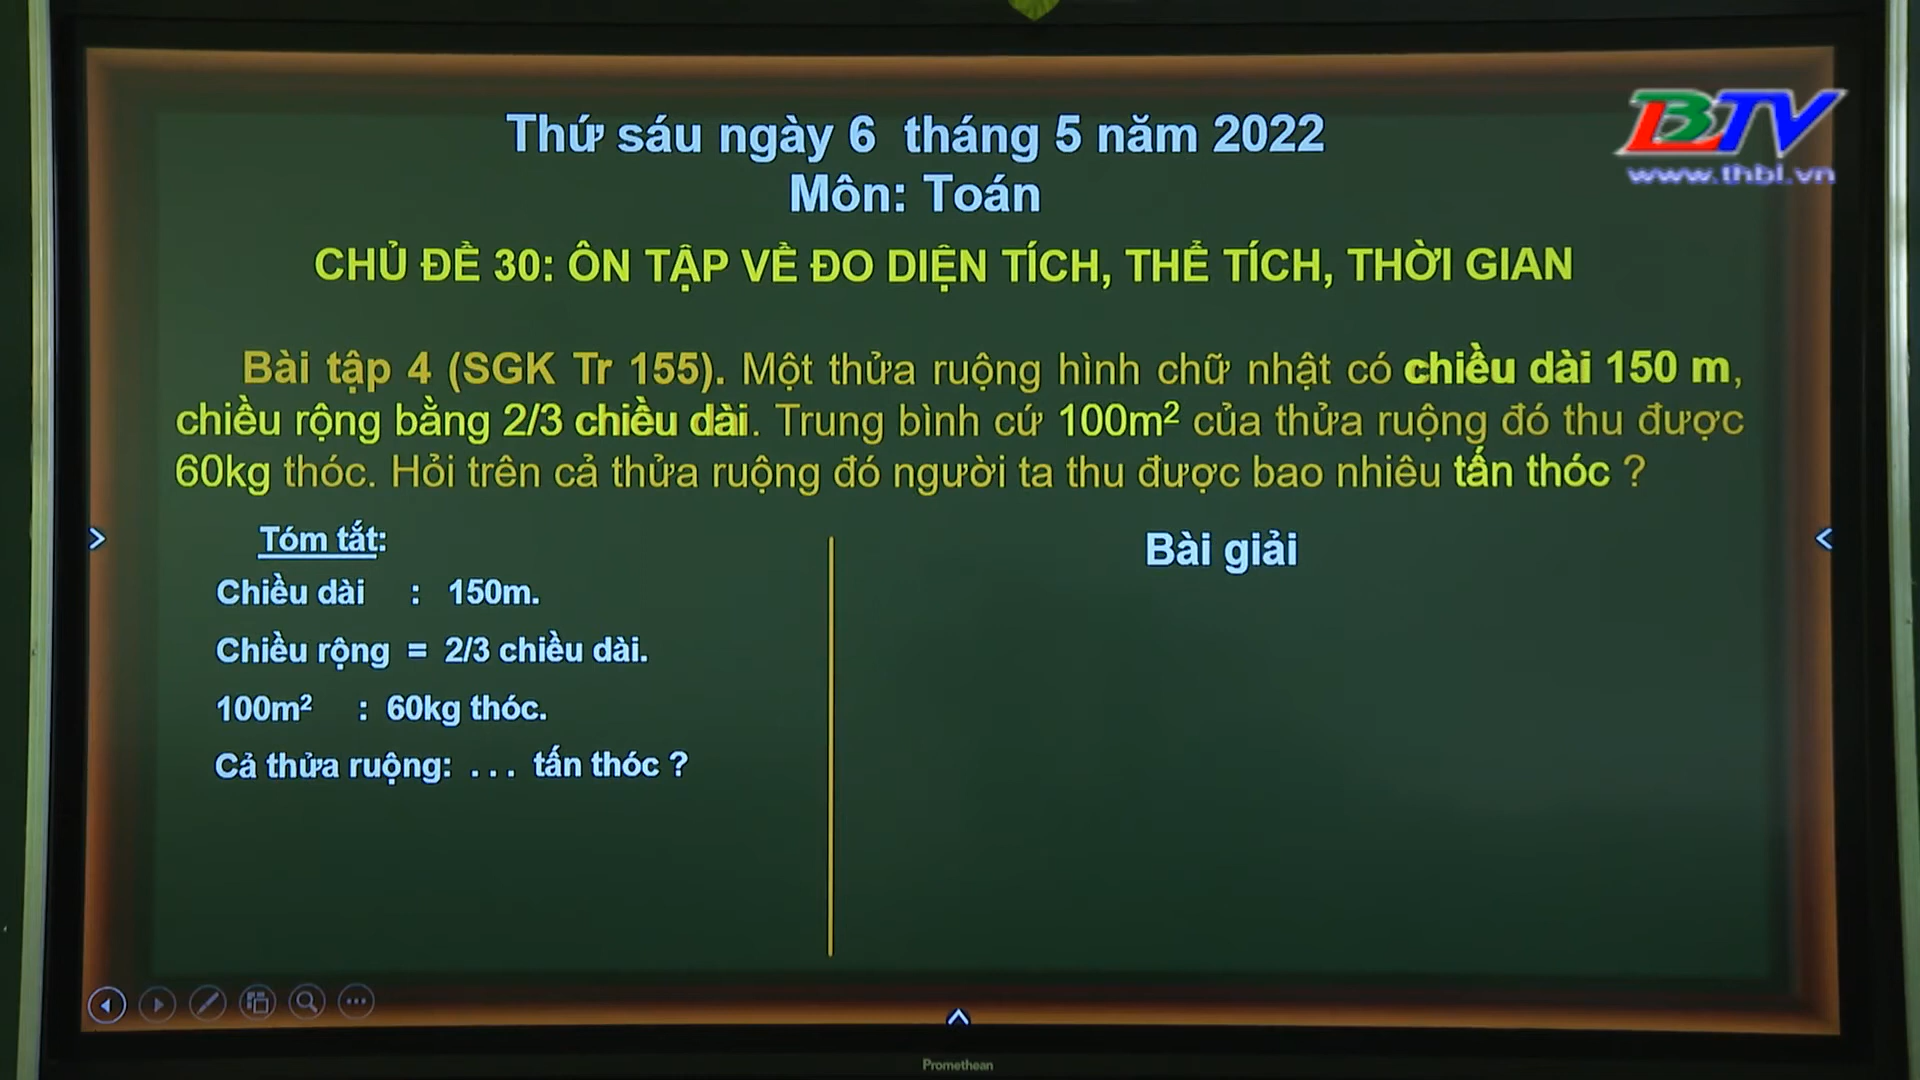 BTV
www.thbl.vn
Thứ sáu ngày 6 tháng 5 năm 2022
Môn: Toán
CHỦ ĐỀ 30: ÔN TẬP VỀ ĐO DIỆN TÍCH, THỂ TÍCH, THỜI GIAN
Bài tập 4 (SGK Tr 155). Một thửa ruộng hình chữ nhật có chiều dài 150 m,
chiều rộng bằng 2/3 chiều dài. Trung bình cứ 100m² của thửa ruộng đó thu được
60kg thóc. Hỏi trên cả thửa ruộng đó người ta thu được bao nhiêu tấn thóc ?
Tóm tắt:
Chiều dài : 150m.
Chiều rộng = 2/3 chiều dài.
100m² : 60kg thóc.
Cả thửa ruộng: . . . tấn thóc ?
Bài giải
Promethean